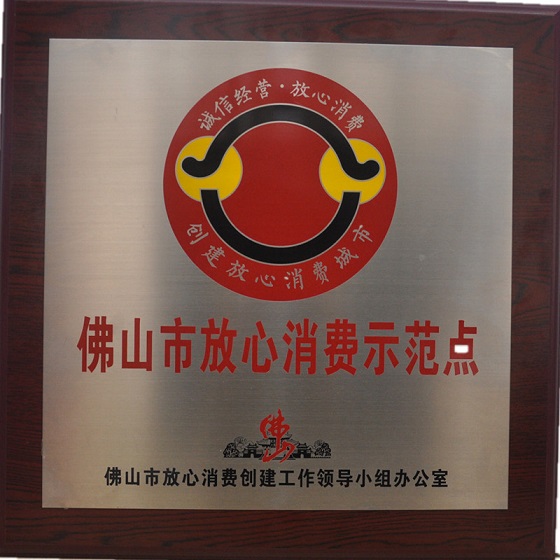 诚信经营·放心消费
创建放心消费城市
佛山市放心消费示范点
佛山
佛山市放心消费创建工作领导小组办公室